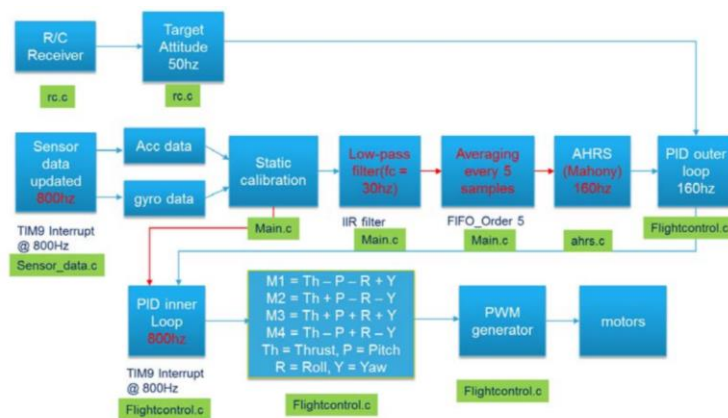 R/C
Receiver
Target
Attitude
50hz
rc.c
rc.c
Sensor
data
updated
800hz
Acc data
gyro data
Static
calibration
Low-pass
filter(fc =
30hz)
Averaging
every 5
samples
AHRS
(Mahony)
160hz
PID outer
loop
160hz
TIM9 Interrupt
@ 800Hz
Sensor_data.c
Main.c
IIR filter
Main.c
FIFO_Order 5
Main.c
ahrs.c
Flightcontrol.c
PID inner
Loop
800hz
M1 = Th – P – R + Y
M2 = Th + P – R – Y
M3 = Th + P + R + Y
M4 = Th – P + R – Y
Th = Thrust, P = Pitch
R = Roll, Y = Yaw
PWM
generator
motors
TIM9 Interrupt
@ 800Hz
Flightcontrol.c
Flightcontrol.c
Flightcontrol.c